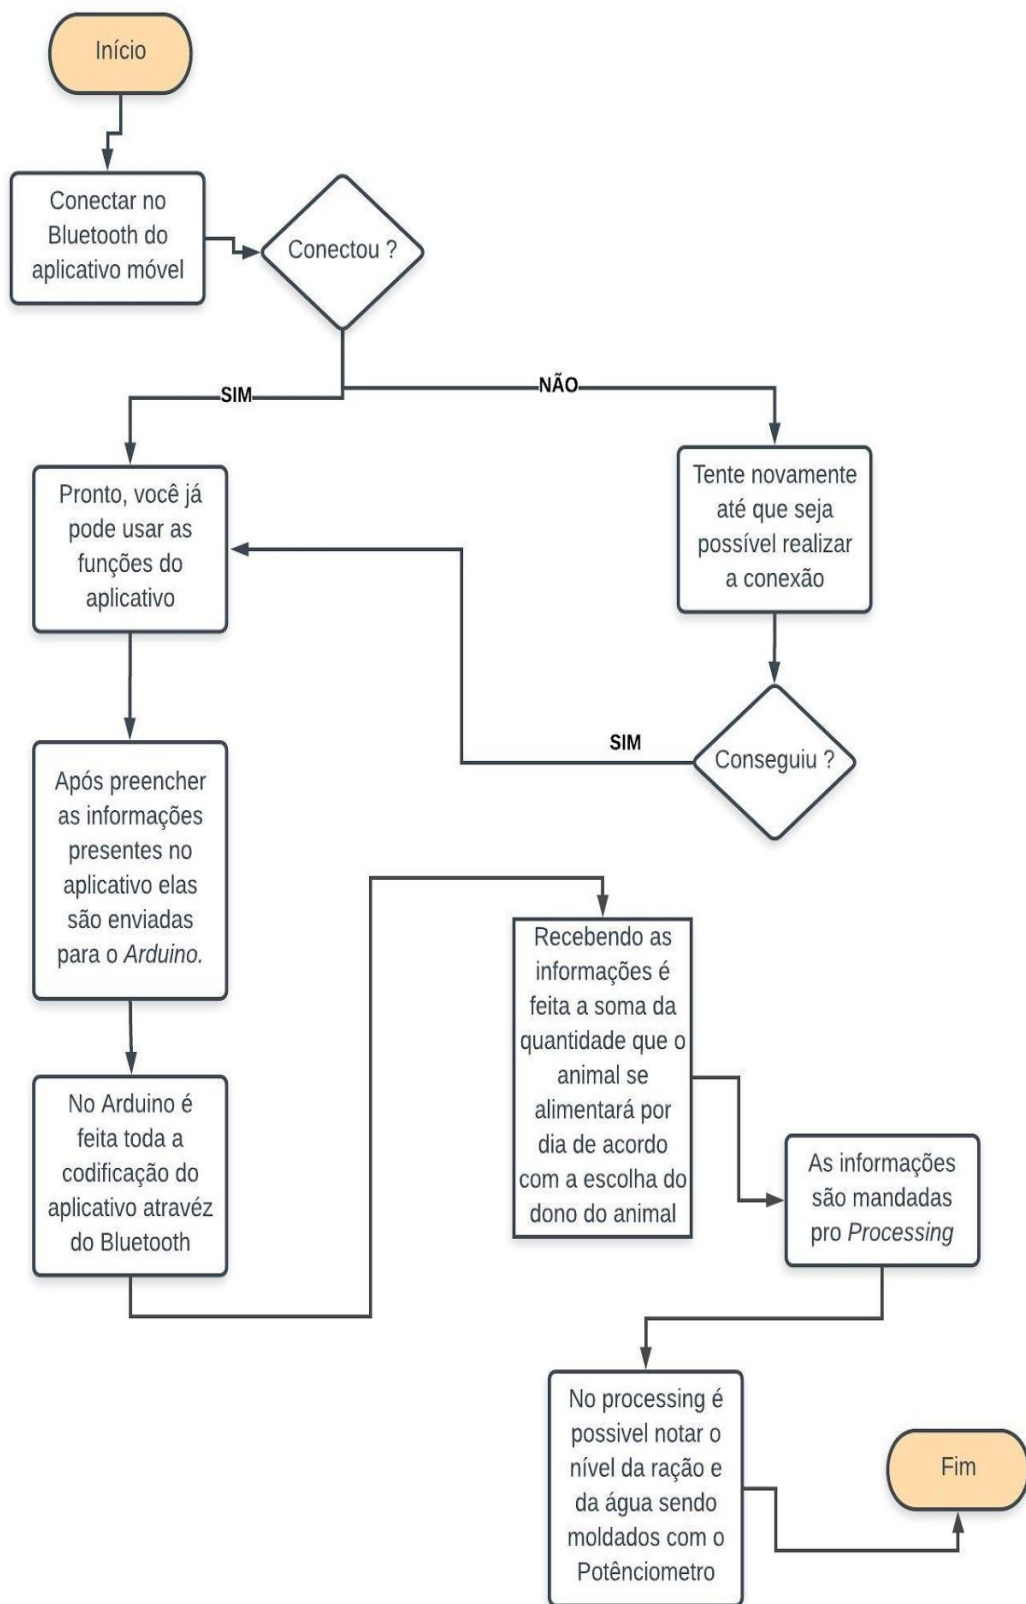 Início
Conectar no
Bluetooth do
aplicativo móvel
Conectou ?
SIM
NÃO
Pronto, você já
pode usar as
funções do
aplicativo
Tente novamente
até que seja
possível realizar
a conexão
SIM
Conseguiu ?
Após preencher
as informações
presentes no
aplicativo elas
são enviadas
para o Arduino.
No Arduino é
feita toda a
codificação do
aplicativo atravéz
do Bluetooth
Recebendo as
informações é
feita a soma da
quantidade que o
animal se
alimentará por
dia de acordo
com a escolha do
dono do animal
As informações
são mandadas
pro Processing
No processing é
possivel notar o
nível da ração e
da água sendo
moldados com o
Potênciometro
Fim